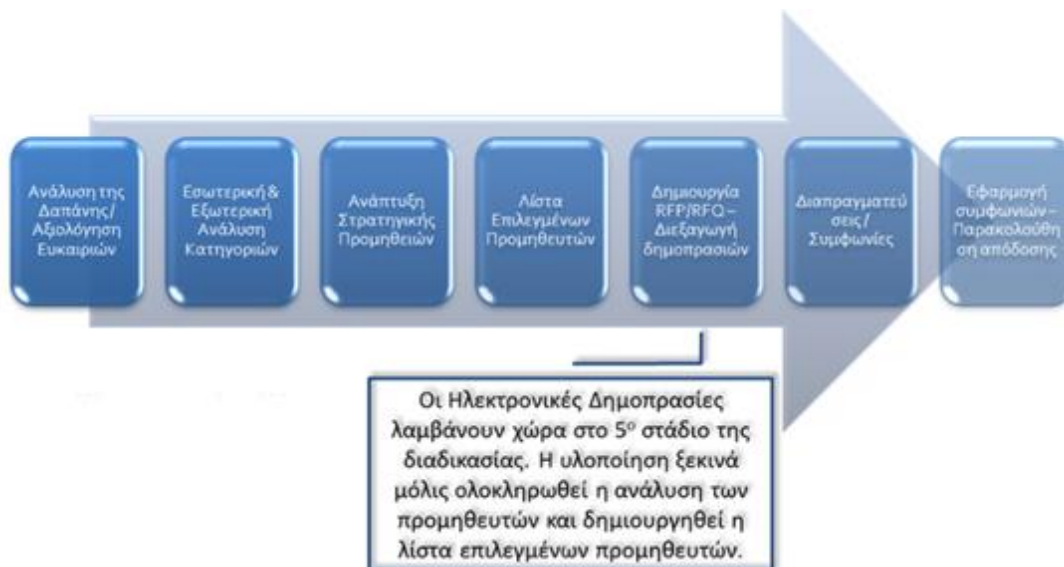 Ανάλυση της
Δαπάνης/
Αξιολόγηση
Ευκαιριών
Εσωτερική &
Εξωτερική
Ανάλυση
Κατηγοριών
Ανάπτυξη
Στρατηγικής
Προμηθειών
Λίστα
Επιλεγμένων
Προμηθευτών
Δημιουργία
RFP/RFQ –
Διεξαγωγή
δημοπρασιών
Διαπραγματεύ
σεις /
Συμφωνίες
Εφαρμογή
συμφωνιών –
Παρακολούθη
ση απόδοσης
Οι Ηλεκτρονικές Δημοπρασίες
λαμβάνουν χώρα στο 5ο στάδιο της
διαδικασίας. Η υλοποίηση ξεκινά
μόλις ολοκληρωθεί η ανάλυση των
προμηθευτών και δημιουργηθεί η
λίστα επιλεγμένων προμηθευτών.